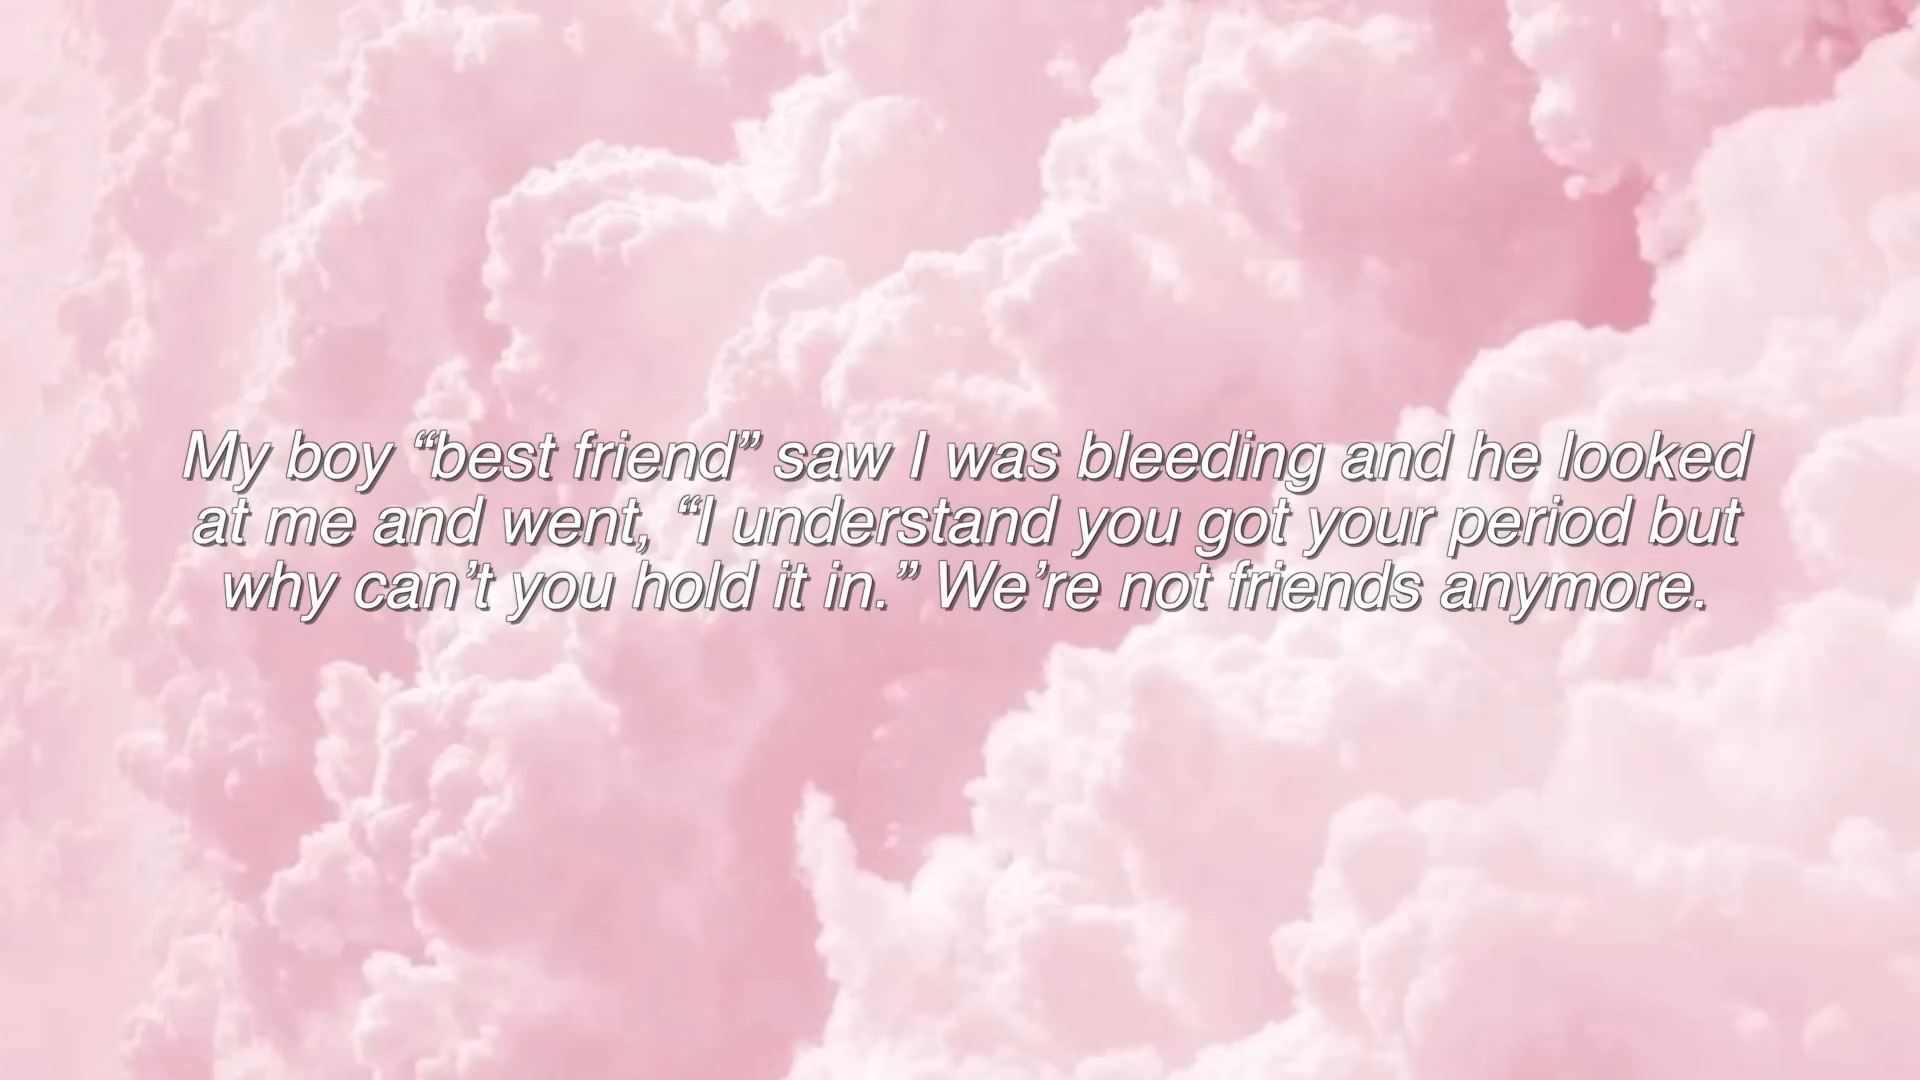 My boy “best friend” saw I was bleeding and he looked
at me and went, “I understand you got your period but
why can’t you hold it in.” We’re not friends anymore.